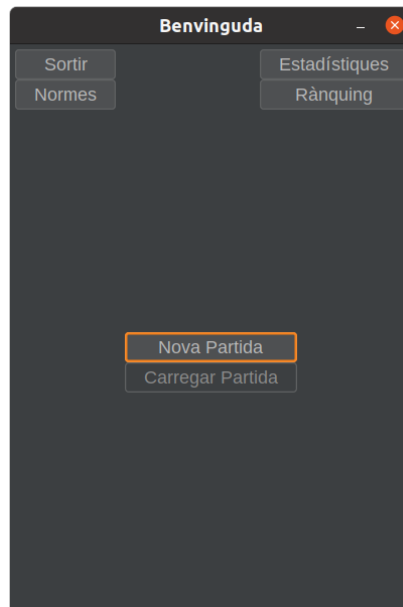 Benvinguda
Sortir
Estadístiques
Normes
Rànquing
Nova Partida
Carregar Partida